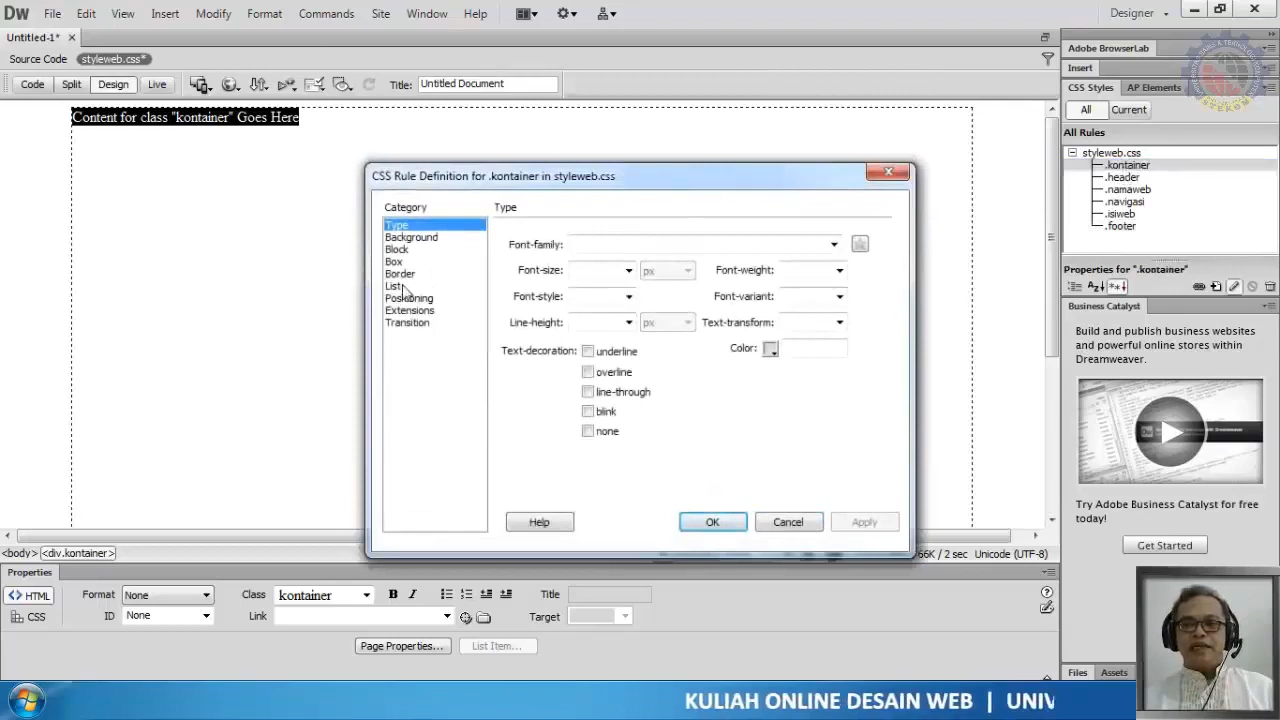 Dw File Edit View Insert Modify Format Commands Site Window Help Designer
Untitled-1* ×
Source Code styleweb.css*
Code Split Design Live Title: Untitled Document
Content for class "kontainer" Goes Here
CSS Rule Definition for .kontainer in styleweb.css
Category
Type
Background
Block
Box
Border
List
Positioning
Extensions
Transition
Type
Font-family:
Font-size: px Font-weight:
Font-style: Font-variant:
Line-height: px Text-transform:
Text-decoration: underline Color:
overline
line-through
blink
none
Help OK Cancel Apply
<body> <div.kontainer> 66K / 2 sec Unicode (UTF-8)
Properties
<> HTML Format None Class kontainer B I Title
CSS ID None Link Target
Page Properties... List Item...
Adobe BrowserLab
Insert
CSS Styles AP Elements
All Current
All Rules
styleweb.css
.kontainer
.header
.namaweb
.navigasi
.isiweb
.footer
Properties for ".kontainer"
Business Catalyst
Build and publish business websites
and powerful online stores within
Dreamweaver.
Try Adobe Business Catalyst for free
today!
Get Started
Files Assets
KULIAH ONLINE DESAIN WEB | UNIV